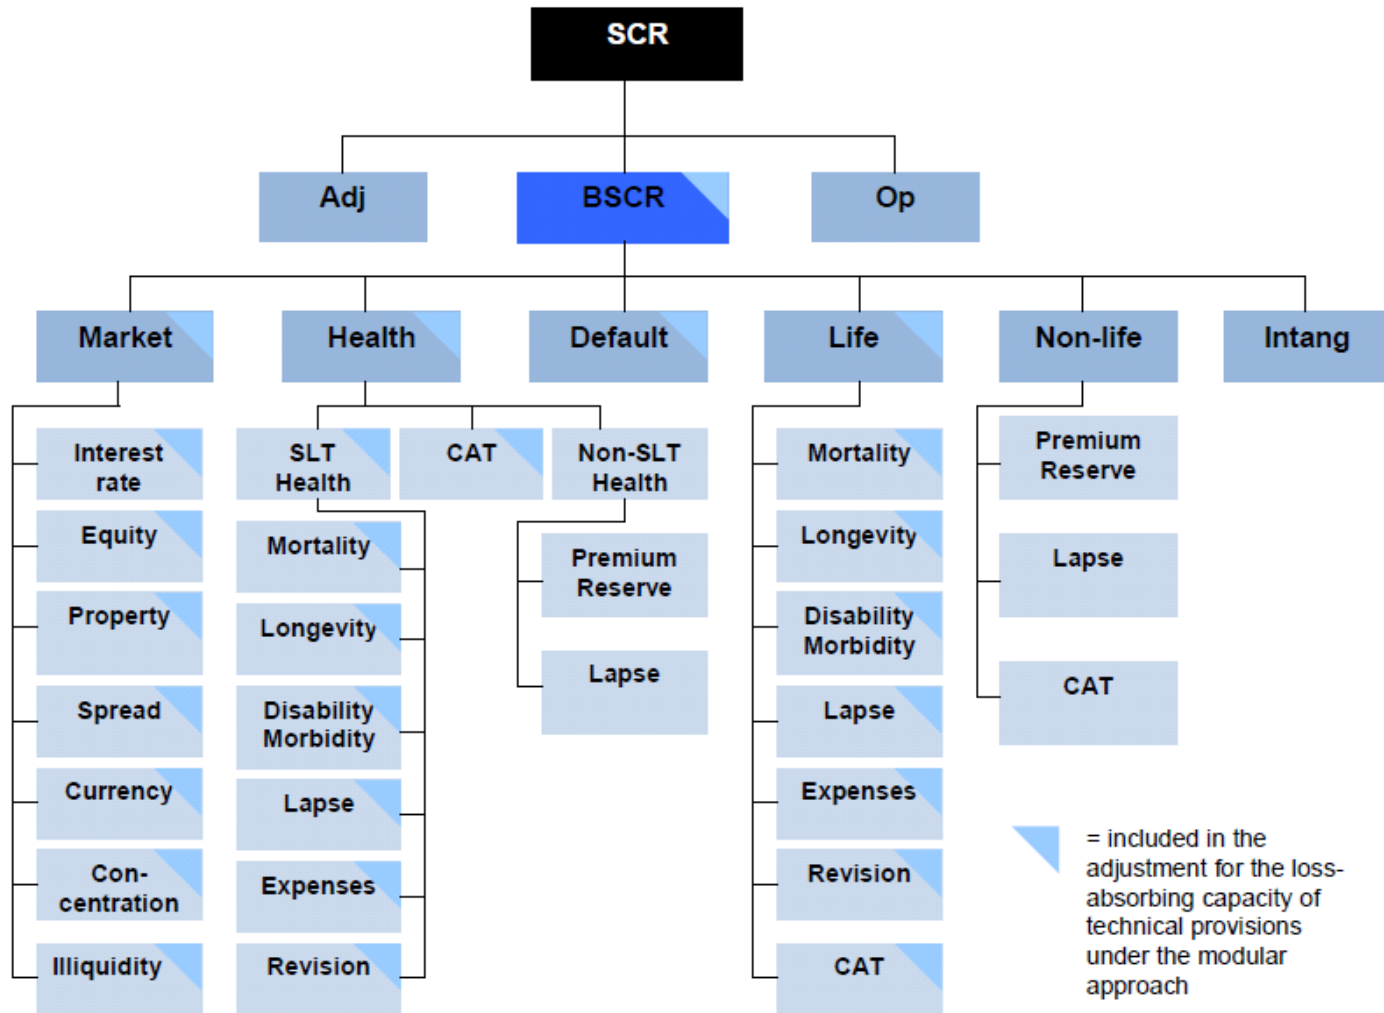 SCR
Adj
BSCR
Op
Market
Health
Default
Life
Non-life
Intang
Interest
rate
Equity
Property
Spread
Currency
Con-
centration
Illiquidity
SLT
Health
CAT
Non-SLT
Health
Mortality
Longevity
Disability
Morbidity
Lapse
Expenses
Revision
Premium
Reserve
Lapse
Mortality
Longevity
Disability
Morbidity
Lapse
Expenses
Revision
CAT
Premium
Reserve
Lapse
CAT
= included in the
adjustment for the loss-
absorbing capacity of
technical provisions
under the modular
approach